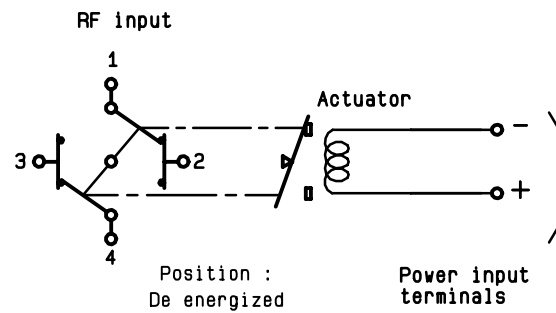 RF input
1
Actuator
-
3
2
+
4
Position :
De energized
Power input
terminals